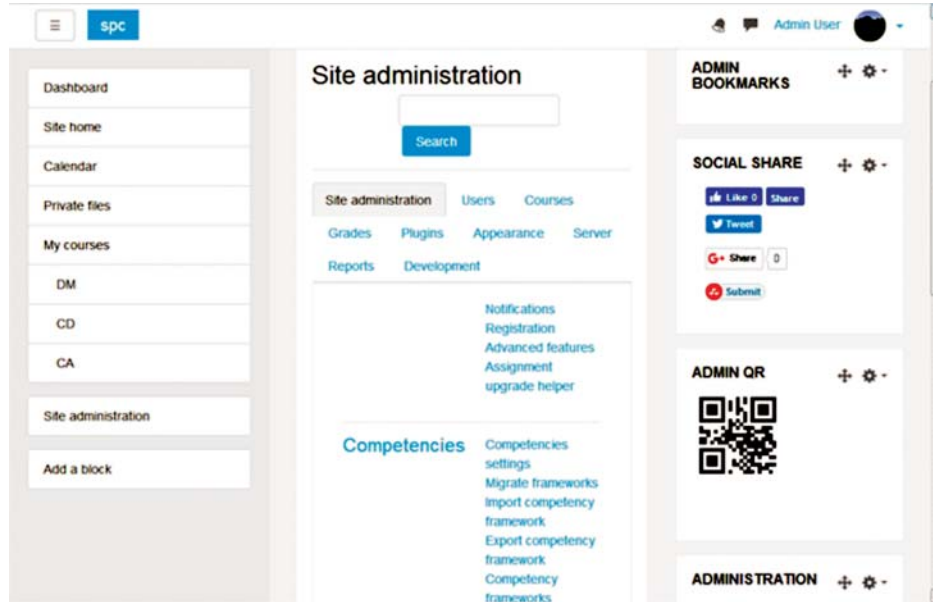 spc
Admin User
Dashboard
Site home
Calendar
Private files
My courses
DM
CD
CA
Site administration
Add a block
Site administration
Search
Site administration Users Courses
Grades Plugins Appearance Server
Reports Development
Notifications
Registration
Advanced features
Assignment
upgrade helper
Competencies
Competencies
settings
Migrate frameworks
Import competency
framework
Export competency
framework
Competency
frameworks
ADMIN
BOOKMARKS
SOCIAL SHARE
Like 0 Share
Tweet
G+ Share 0
Submit
ADMIN QR
ADMINISTRATION